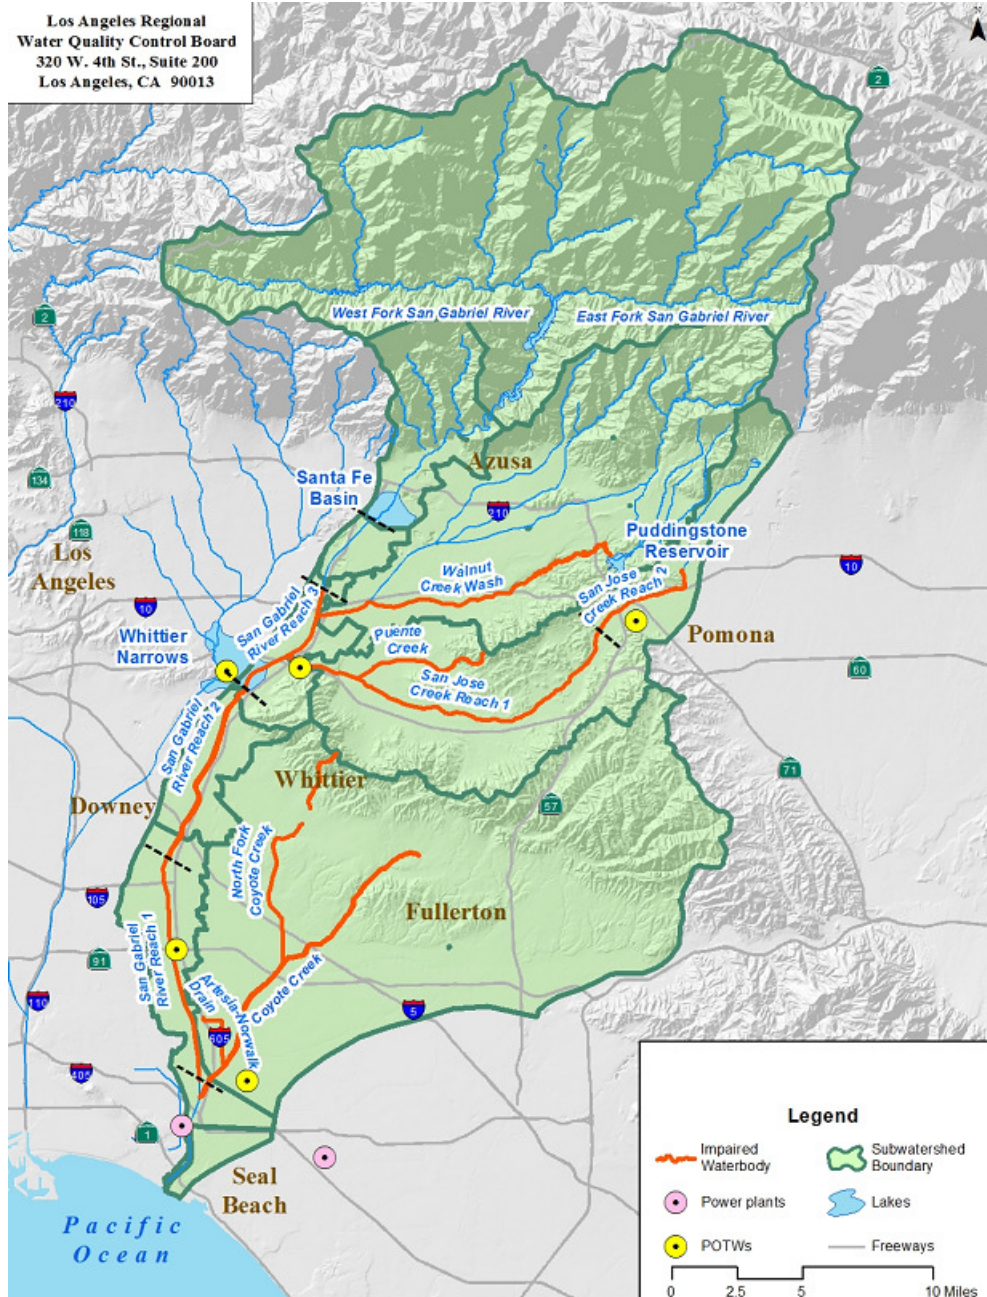 Los Angeles Regional
Water Quality Control Board
320 W. 4th St., Suite 200
Los Angeles, CA 90013
N
2
2
West Fork San Gabriel River
East Fork San Gabriel River
210
134
118
Los
Angeles
Azusa
Santa Fe
Basin
210
Puddingstone
Reservoir
10
10
Walnut
Creek Wash
San Jose
Creek Reach 2
San Gabriel
River Reach 3
Whittier
Narrows
Puente
Creek
Pomona
60
San Jose
Creek Reach 1
San Gabriel
River Reach 2
Whittier
71
57
Downey
North Fork
Coyote Creek
105
Fullerton
San Gabriel
River Reach 1
91
Artesia-Norwalk
Drain
Coyote Creek
110
5
605
405
1
Seal
Beach
Pacific
Ocean
Legend
Impaired
Waterbody
Subwatershed
Boundary
Power plants
Lakes
POTWs
Freeways
0 2.5 5 10 Miles